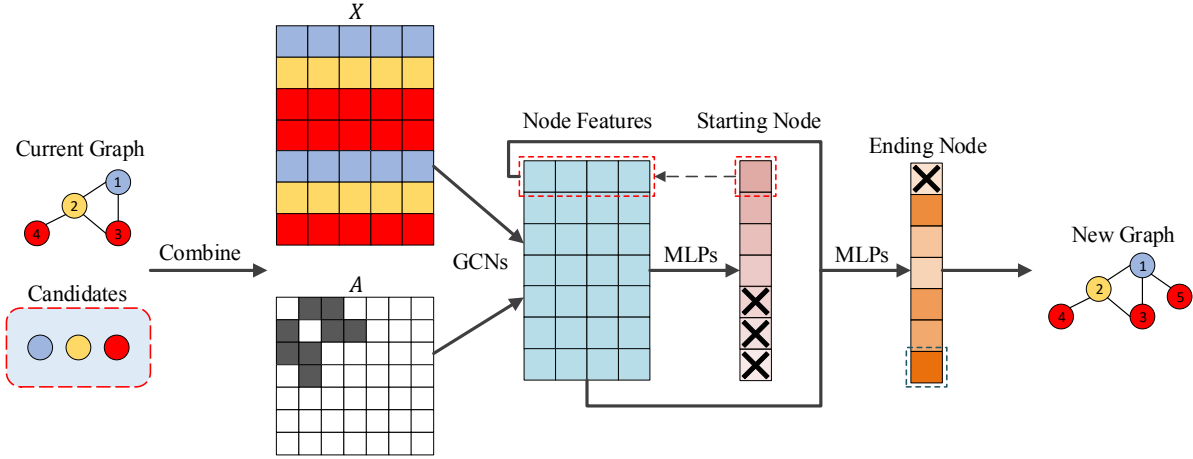 X
Node Features
Starting Node
Ending Node
Current Graph
1
2
4
3
Combine
GCNs
MLPs
MLPs
New Graph
1
2
5
4
3
Candidates
A